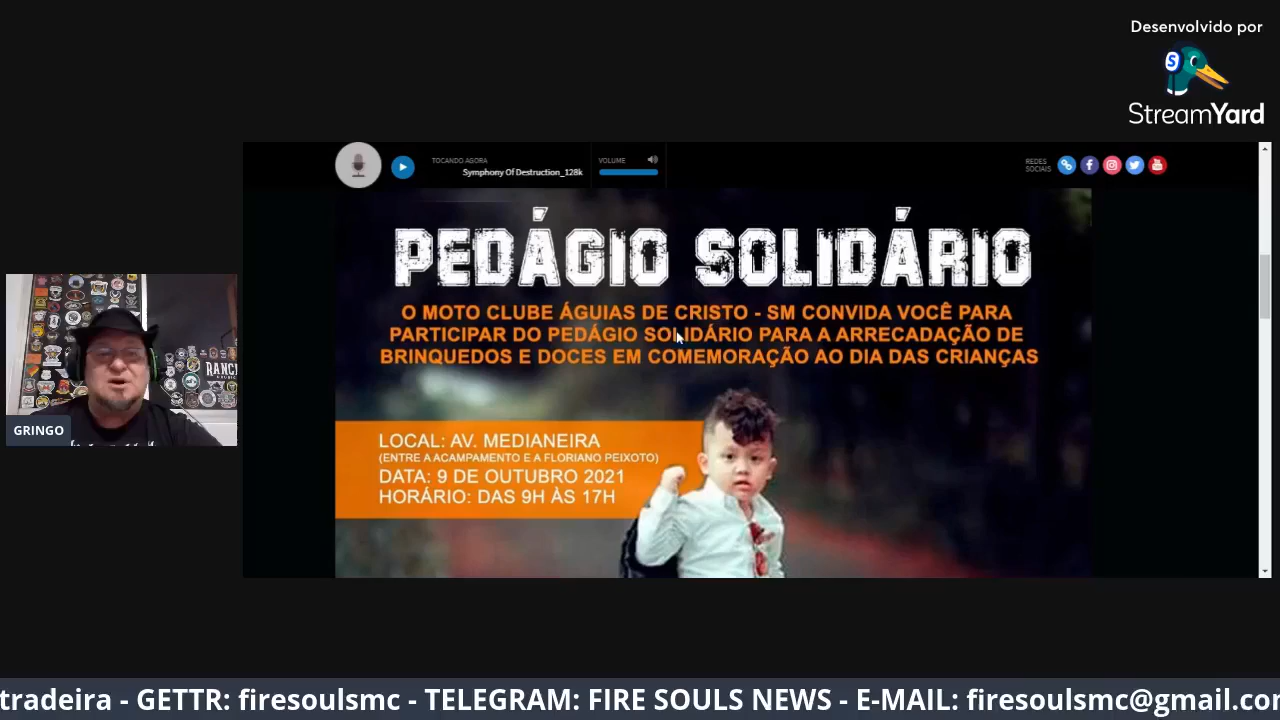 Desenvolvido por
StreamYard
TOCANDO AGORA
Symphony Of Destruction_128k
VOLUME
REDES
SOCIAIS
PEDÁGIO SOLIDÁRIO
O MOTO CLUBE ÁGUIAS DE CRISTO - SM CONVIDA VOCÊ PARA
PARTICIPAR DO PEDÁGIO SOLIDÁRIO PARA A ARRECADAÇÃO DE
BRINQUEDOS E DOCES EM COMEMORAÇÃO AO DIA DAS CRIANÇAS
LOCAL: AV. MEDIANEIRA
(ENTRE A ACAMPAMENTO E A FLORIANO PEIXOTO)
DATA: 9 DE OUTUBRO 2021
HORÁRIO: DAS 9H ÀS 17H
GRINGO
tradeira - GETTR: firesoulsmc - TELEGRAM: FIRE SOULS NEWS - E-MAIL: firesoulsmc@gmail.co